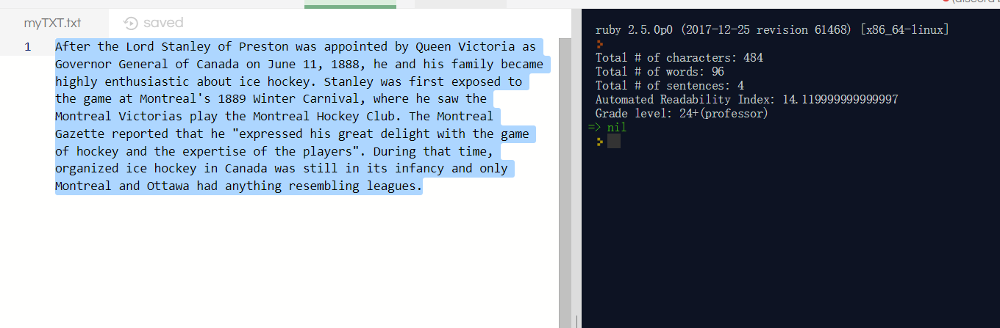 (discord
myTXT.txt
saved
1
After the Lord Stanley of Preston was appointed by Queen Victoria as
Governor General of Canada on June 11, 1888, he and his family became
highly enthusiastic about ice hockey. Stanley was first exposed to
the game at Montreal's 1889 Winter Carnival, where he saw the
Montreal Victorias play the Montreal Hockey Club. The Montreal
Gazette reported that he "expressed his great delight with the game
of hockey and the expertise of the players". During that time,
organized ice hockey in Canada was still in its infancy and only
Montreal and Ottawa had anything resembling leagues.
ruby 2.5.0p0 (2017-12-25 revision 61468) [x86_64-linux]
Total # of characters: 484
Total # of words: 96
Total # of sentences: 4
Automated Readability Index: 14.119999999999997
Grade level: 24+(professor)
=> nil